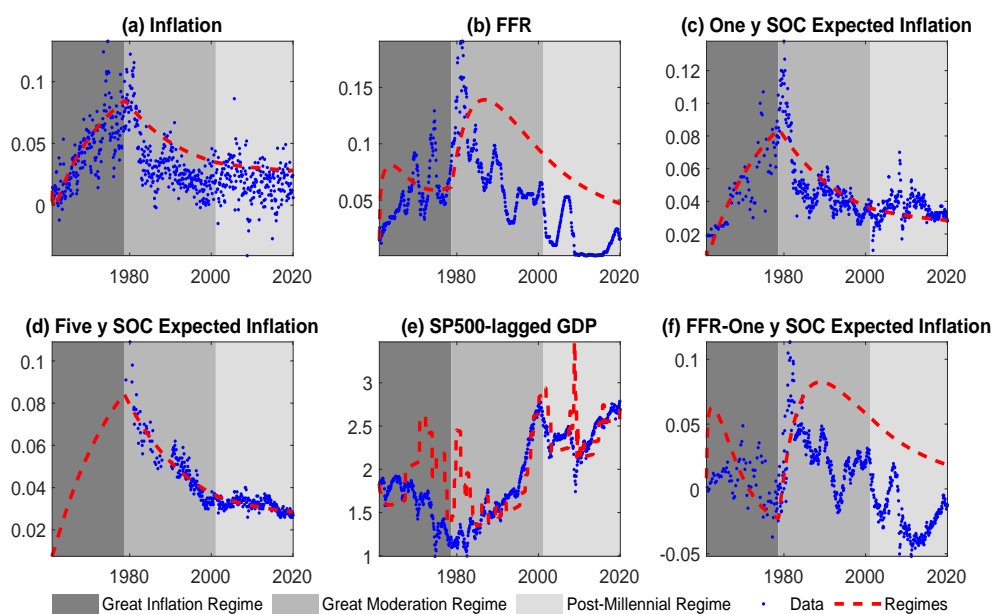 (a) Inflation
0.1
0.05
0
1980 2000 2020
(b) FFR
0.15
0.1
0.05
1980 2000 2020
(c) One y SOC Expected Inflation
0.12
0.1
0.08
0.06
0.04
0.02
1980 2000 2020
(d) Five y SOC Expected Inflation
0.1
0.08
0.06
0.04
0.02
1980 2000 2020
(e) SP500-lagged GDP
3
2.5
2
1.5
1
1980 2000 2020
(f) FFR-One y SOC Expected Inflation
0.1
0.05
0
-0.05
1980 2000 2020
Great Inflation Regime Great Moderation Regime Post-Millennial Regime Data Regimes